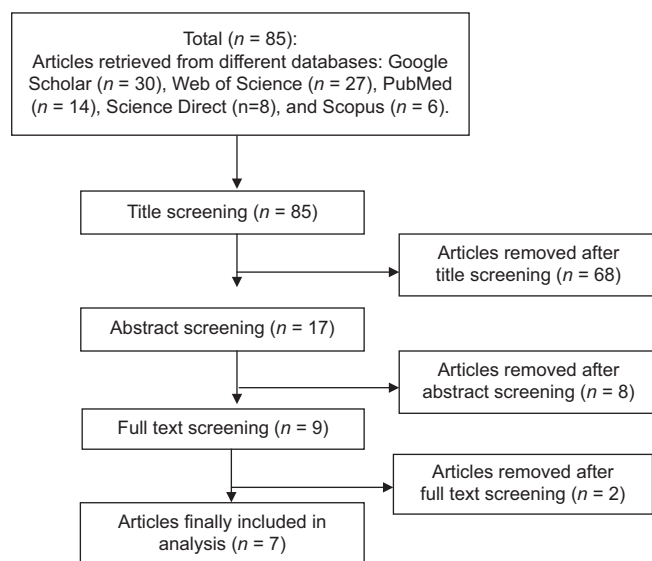 Total (n = 85):
Articles retrieved from different databases: Google
Scholar (n = 30), Web of Science (n = 27), PubMed
(n = 14), Science Direct (n=8), and Scopus (n = 6).
Title screening (n = 85)
Articles removed after
title screening (n = 68)
Abstract screening (n = 17)
Articles removed after
abstract screening (n = 8)
Full text screening (n = 9)
Articles removed after
full text screening (n = 2)
Articles finally included in
analysis (n = 7)